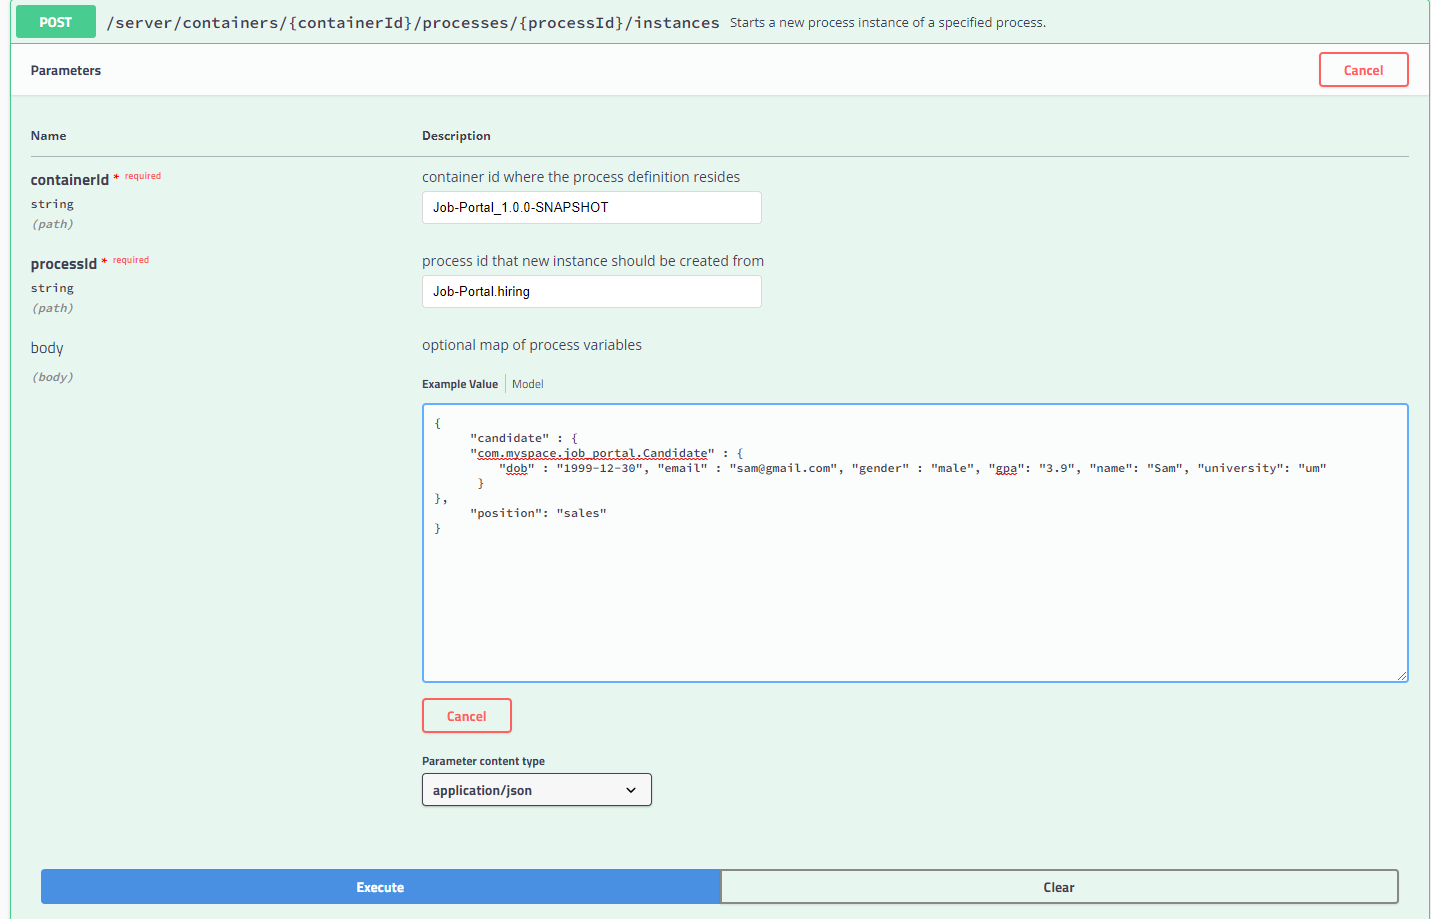 POST /server/containers/{containerId}/processes/{processId}/instances Starts a new process instance of a specified process.
Parameters Cancel
Name Description
containerId * required container id where the process definition resides
string Job-Portal_1.0.0-SNAPSHOT
(path)
processId * required process id that new instance should be created from
string Job-Portal.hiring
(path)
body optional map of process variables
(body)
Example Value Model
{
"candidate" : {
"com.myspace.job_portal.Candidate" : {
"dob" : "1999-12-30", "email" : "sam@gmail.com", "gender" : "male", "gpa": "3.9", "name": "Sam", "university": "um"
}
},
"position": "sales"
}
Cancel
Parameter content type
application/json
Execute Clear